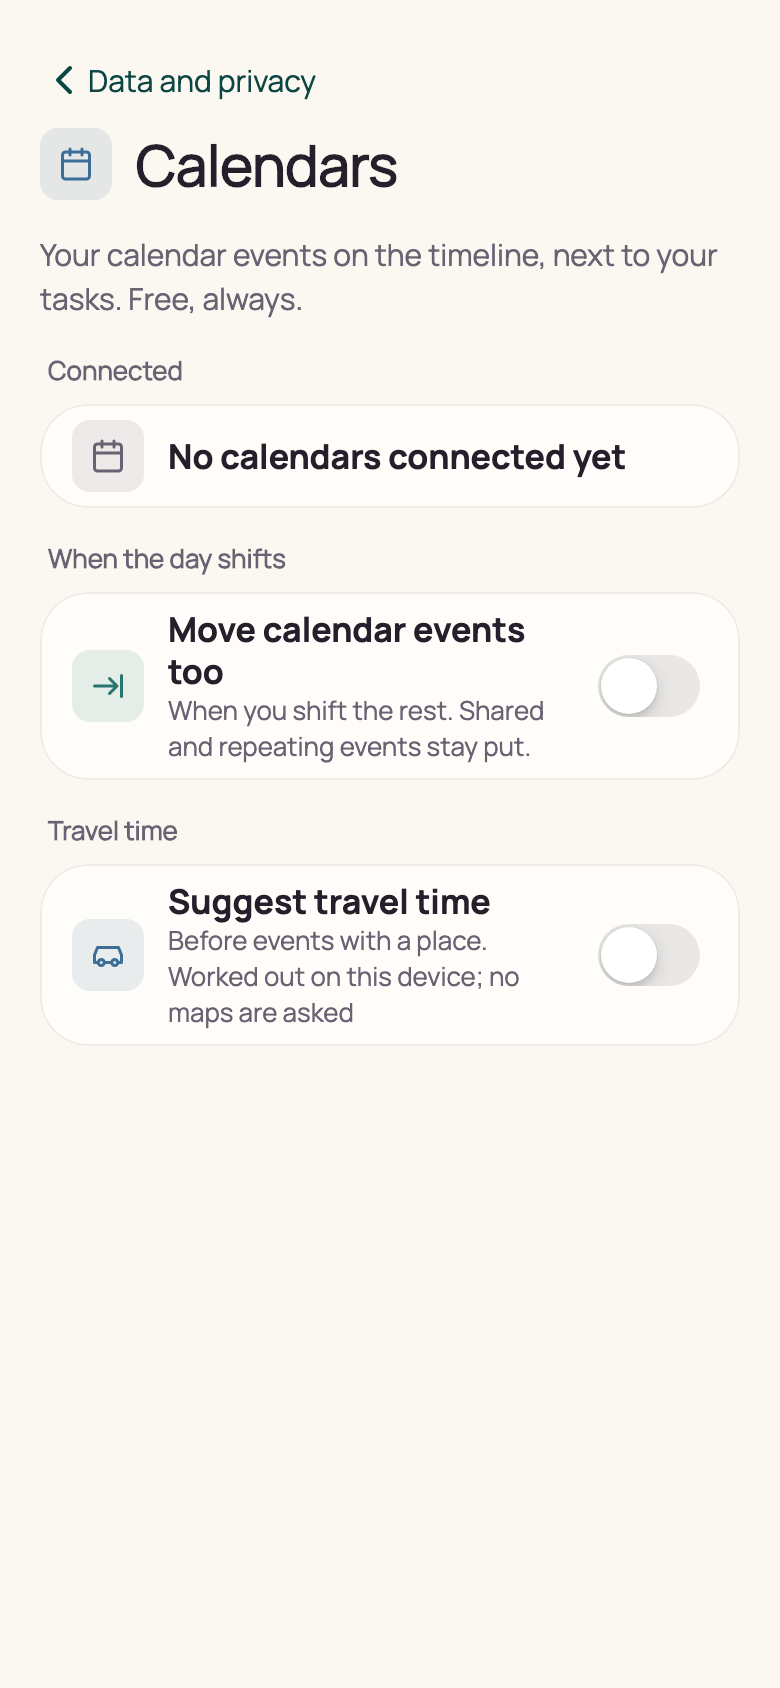 Data and privacy
Calendars
Your calendar events on the timeline, next to your
tasks. Free, always.
Connected
No calendars connected yet
When the day shifts
Move calendar events
too
When you shift the rest. Shared
and repeating events stay put.
Travel time
Suggest travel time
Before events with a place.
Worked out on this device; no
maps are asked